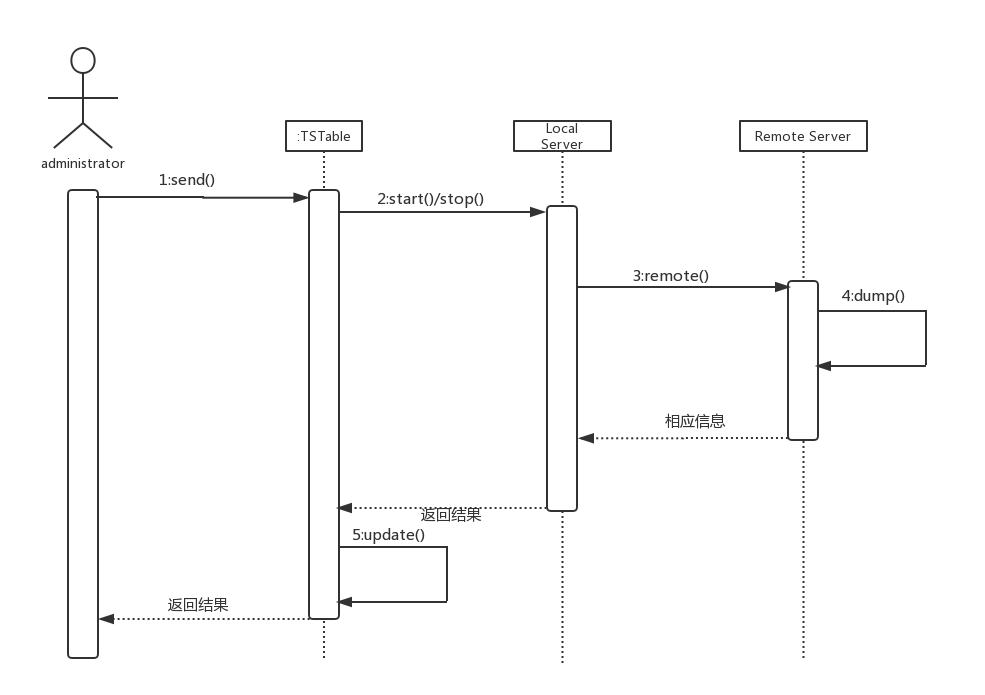 administrator
:TSTable
Local
Server
Remote Server
1:send()
2:start()/stop()
3:remote()
4:dump()
相应信息
返回结果
5:update()
返回结果